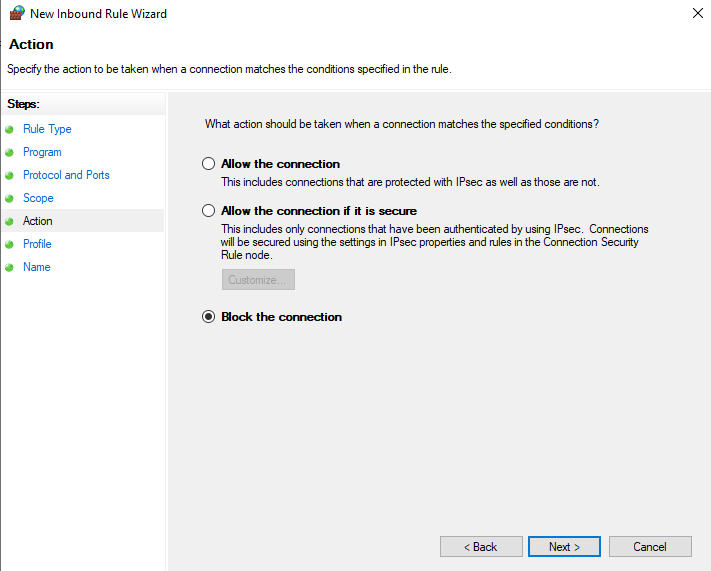 New Inbound Rule Wizard
Action
Specify the action to be taken when a connection matches the conditions specified in the rule.
Steps:
Rule Type
Program
Protocol and Ports
Scope
Action
Profile
Name
What action should be taken when a connection matches the specified conditions?
Allow the connection
This includes connections that are protected with IPsec as well as those are not.
Allow the connection if it is secure
This includes only connections that have been authenticated by using IPsec. Connections
will be secured using the settings in IPsec properties and rules in the Connection Security
Rule node.
Customize...
Block the connection
< Back
Next >
Cancel